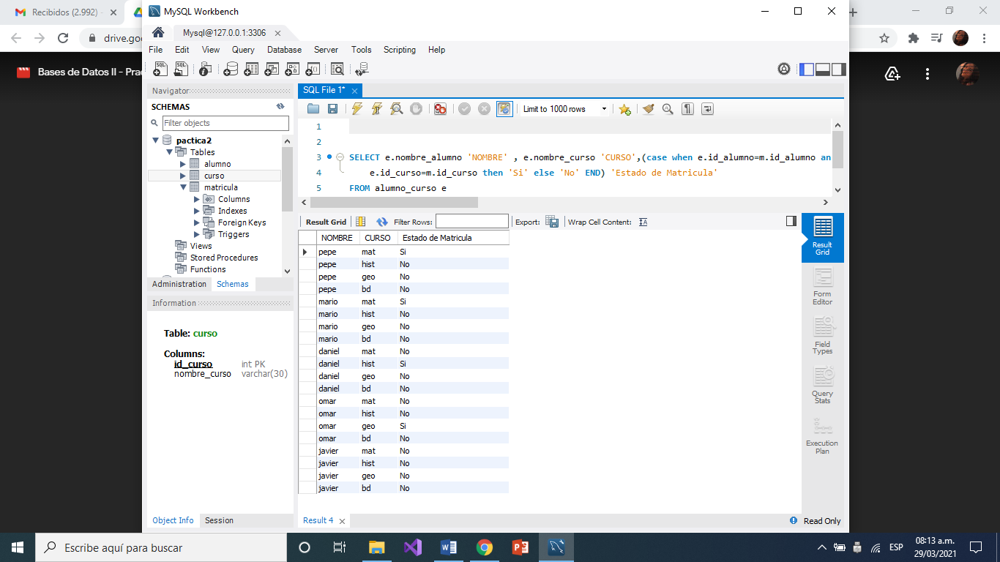 Recibidos (2.992)
MySQL Workbench
drive.goo
Bases de Datos II - Prac
Mysql@127.0.0.1:3306
File Edit View Query Database Server Tools Scripting Help
Navigator
SCHEMAS
Filter objects
pactica2
Tables
alumno
curso
matricula
Columns
Indexes
Foreign Keys
Triggers
Views
Stored Procedures
Functions
Administration Schemas
Information
Table: curso
Columns:
id_curso int PK
nombre_curso varchar(30)
Object Info Session
SQL File 1*
Limit to 1000 rows
1
2
3 SELECT e.nombre_alumno 'NOMBRE' , e.nombre_curso 'CURSO',(case when e.id_alumno=m.id_alumno an
4 e.id_curso=m.id_curso then 'Si' else 'No' END) 'Estado de Matricula'
5 FROM alumno_curso e
Result Grid Filter Rows: Export: Wrap Cell Content:
NOMBRE CURSO Estado de Matricula
pepe mat Si
pepe hist No
pepe geo No
pepe bd No
mario mat Si
mario hist No
mario geo No
mario bd No
daniel mat No
daniel hist Si
daniel geo No
daniel bd No
omar mat No
omar hist No
omar geo Si
omar bd No
javier mat No
javier hist No
javier geo No
javier bd No
Result
Grid
Form
Editor
Field
Types
Query
Stats
Execution
Plan
Result 4
Read Only
Escribe aquí para buscar
ESP
08:13 a.m.
29/03/2021